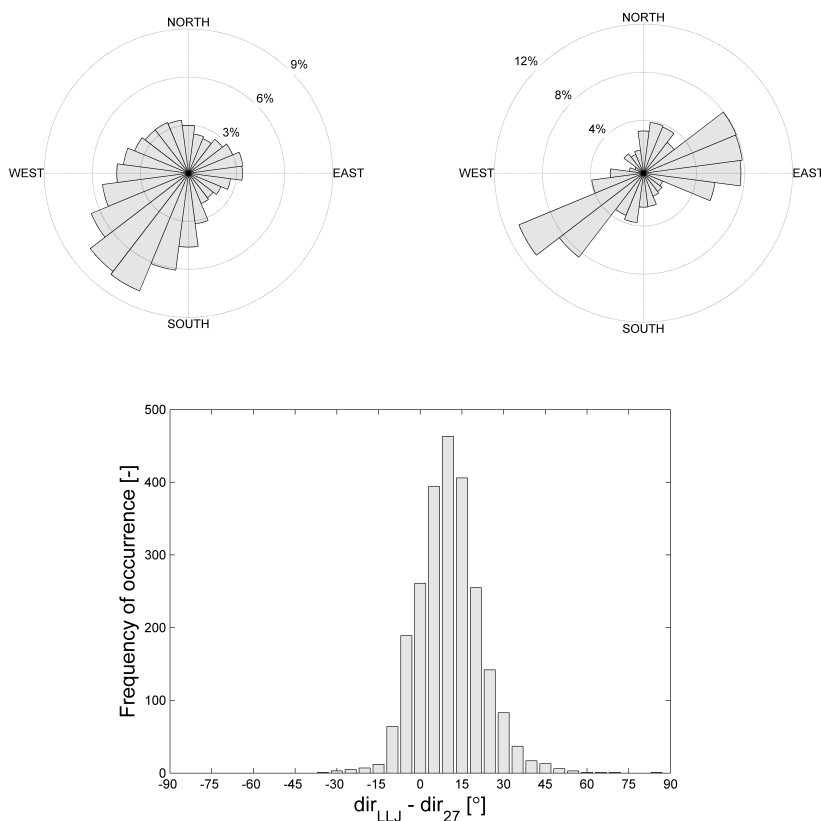 NORTH
9%
6%
3%
WEST
EAST
SOUTH
NORTH
12%
8%
4%
WEST
EAST
SOUTH
500
400
300
200
100
0
Frequency of occurrence [-]
-90 -75 -60 -45 -30 -15 0 15 30 45 60 75 90
dir_LLJ - dir_27 [°]